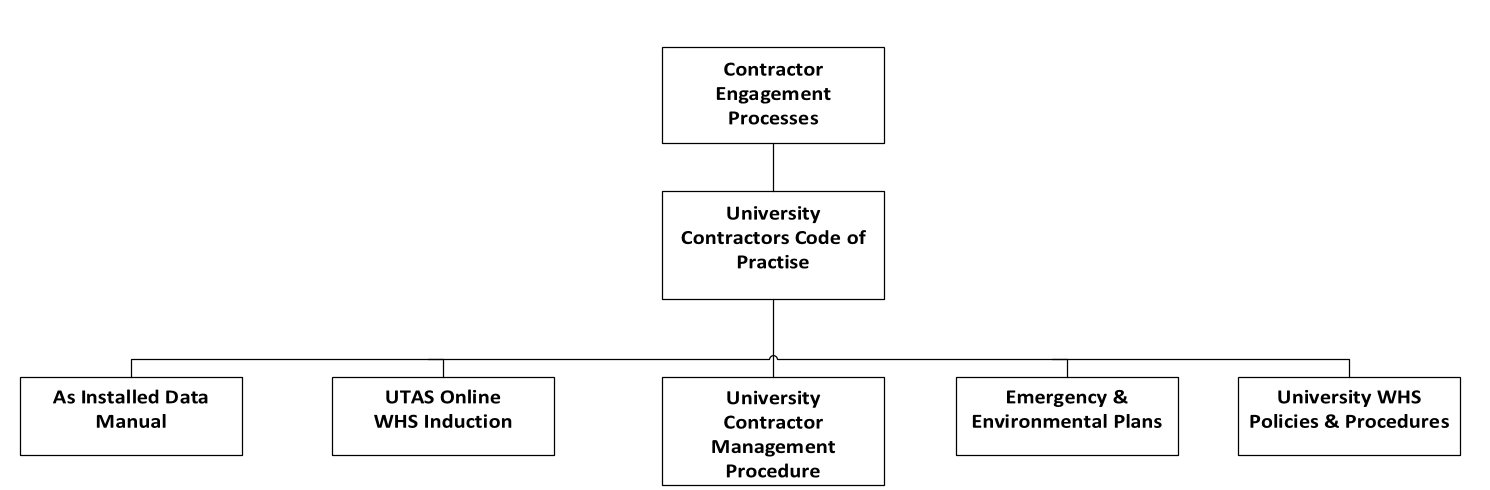 Contractor
Engagement
Processes
University
Contractors Code of
Practise
As Installed Data
Manual
UTAS Online
WHS Induction
University
Contractor
Management
Procedure
Emergency &
Environmental Plans
University WHS
Policies & Procedures